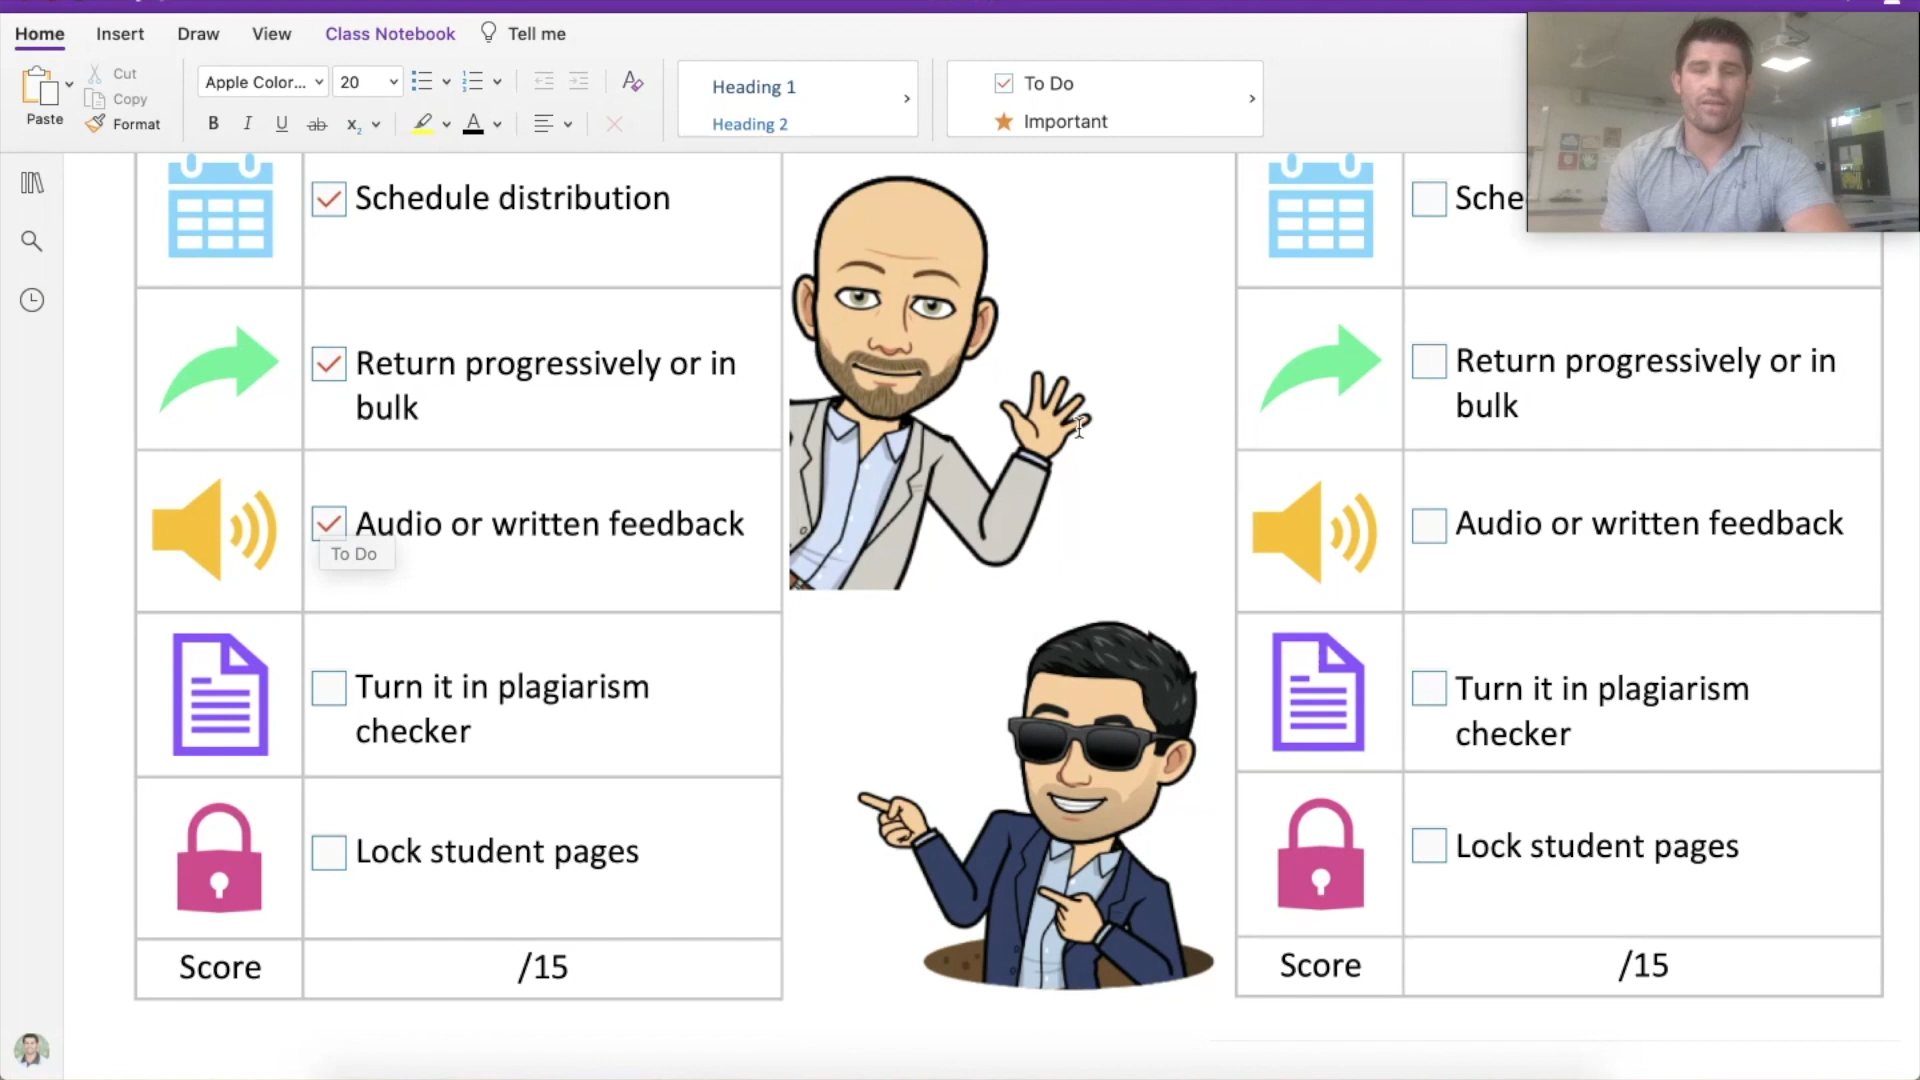 Home Insert Draw View Class Notebook Tell me
Cut
Copy
Paste Format
Apple Color... 20
B I U ab x₂ A
Heading 1
Heading 2
To Do
Important
Schedule distribution
Return progressively or in
bulk
Audio or written feedback
To Do
Turn it in plagiarism
checker
Lock student pages
Score /15
Sche
Return progressively or in
bulk
Audio or written feedback
Turn it in plagiarism
checker
Lock student pages
Score /15